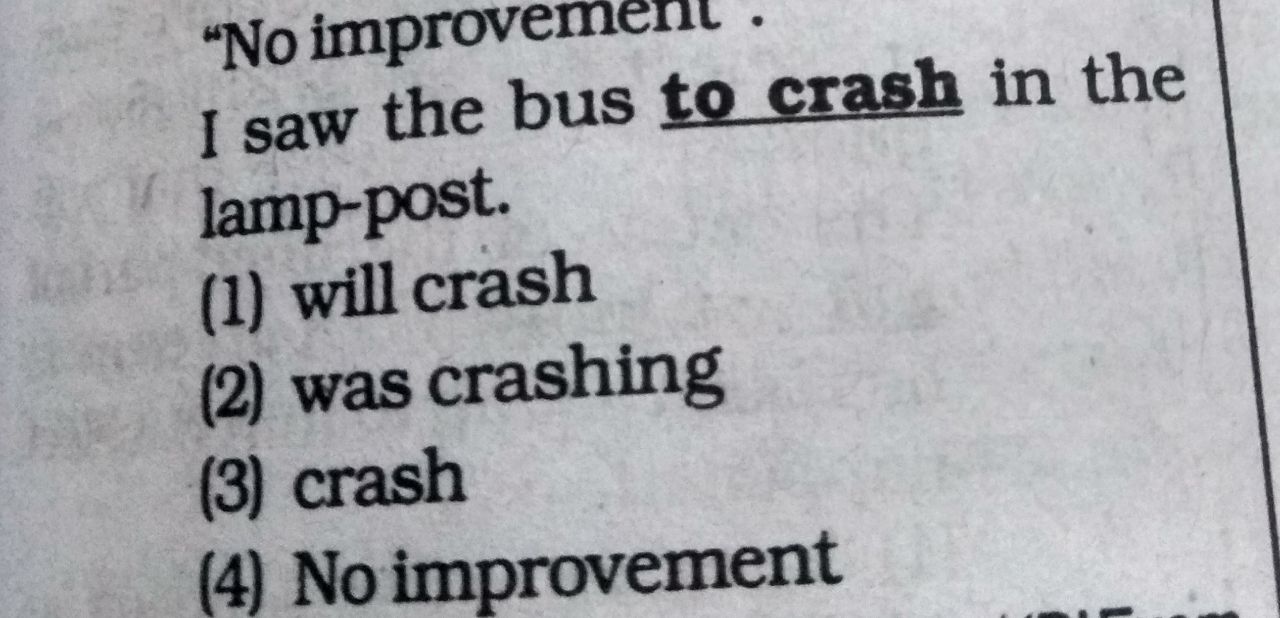 “No improvement”.
I saw the bus to crash in the
lamp-post.
(1) will crash
(2) was crashing
(3) crash
(4) No improvement